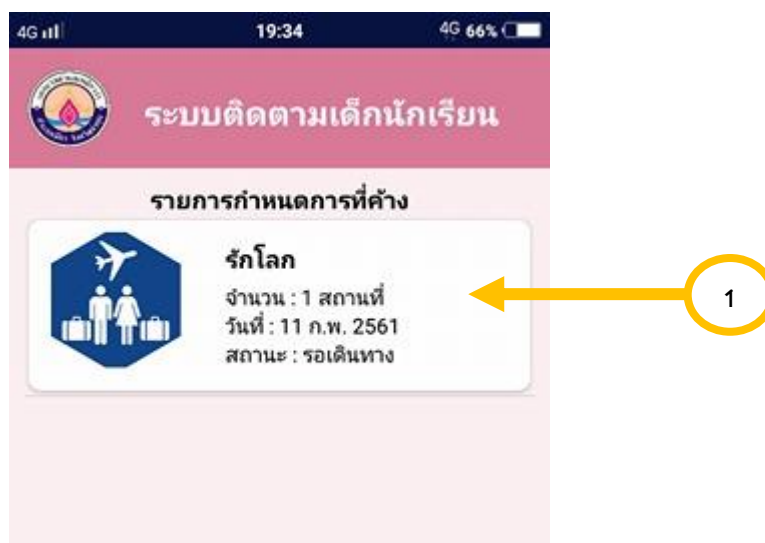 4G 19:34 4G 66%
ระบบติดตามเด็กนักเรียน
รายการกำหนดการที่ค้าง
รักโลก
จำนวน : 1 สถานที่
วันที่ : 11 ก.พ. 2561
สถานะ : รอเดินทาง
1